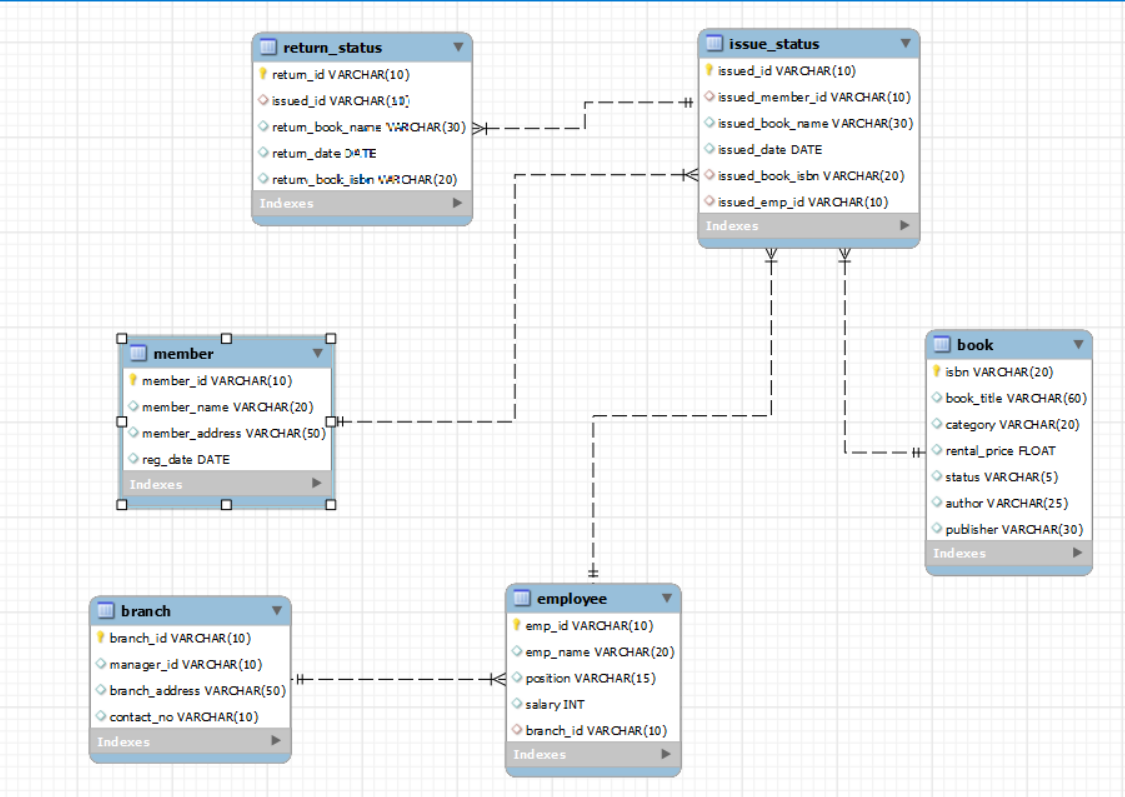 return_status
return_id VARCHAR(10)
issued_id VARCHAR(10)
return_book_name VARCHAR(30)
return_date DATE
return_book_isbn VARCHAR(20)
Indexes
issue_status
issued_id VARCHAR(10)
issued_member_id VARCHAR(10)
issued_book_name VARCHAR(30)
issued_date DATE
issued_book_isbn VARCHAR(20)
issued_emp_id VARCHAR(10)
Indexes
member
member_id VARCHAR(10)
member_name VARCHAR(20)
member_address VARCHAR(50)
reg_date DATE
Indexes
book
isbn VARCHAR(20)
book_title VARCHAR(60)
category VARCHAR(20)
rental_price FLOAT
status VARCHAR(5)
author VARCHAR(25)
publisher VARCHAR(30)
Indexes
branch
branch_id VARCHAR(10)
manager_id VARCHAR(10)
branch_address VARCHAR(50)
contact_no VARCHAR(10)
Indexes
employee
emp_id VARCHAR(10)
emp_name VARCHAR(20)
position VARCHAR(15)
salary INT
branch_id VARCHAR(10)
Indexes